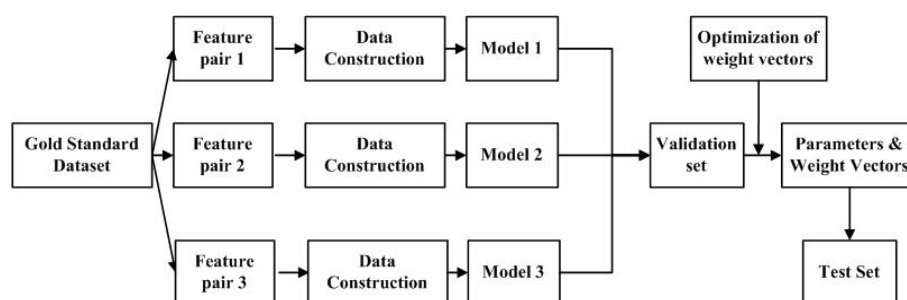 Feature
pair 1
Data
Construction
Model 1
Optimization of
weight vectors
Gold Standard
Dataset
Feature
pair 2
Data
Construction
Model 2
Validation
set
Parameters &
Weight Vectors
Feature
pair 3
Data
Construction
Model 3
Test Set